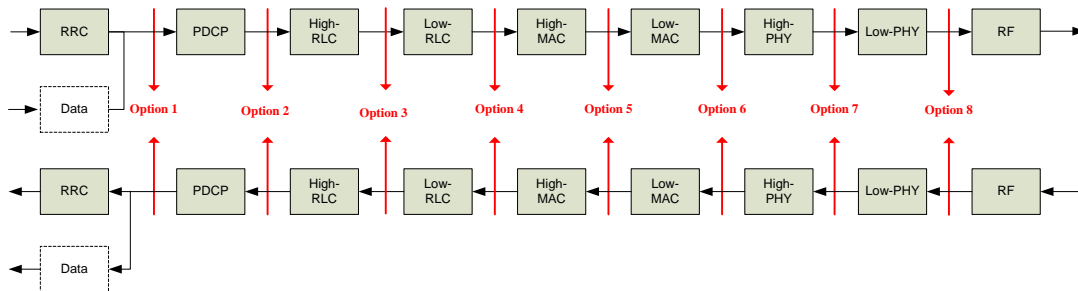 RRC
PDCP
High-
RLC
Low-
RLC
High-
MAC
Low-
MAC
High-
PHY
Low-PHY
RF
Data
Option 1
Option 2
Option 3
Option 4
Option 5
Option 6
Option 7
Option 8
RRC
PDCP
High-
RLC
Low-
RLC
High-
MAC
Low-
MAC
High-
PHY
Low-PHY
RF
Data